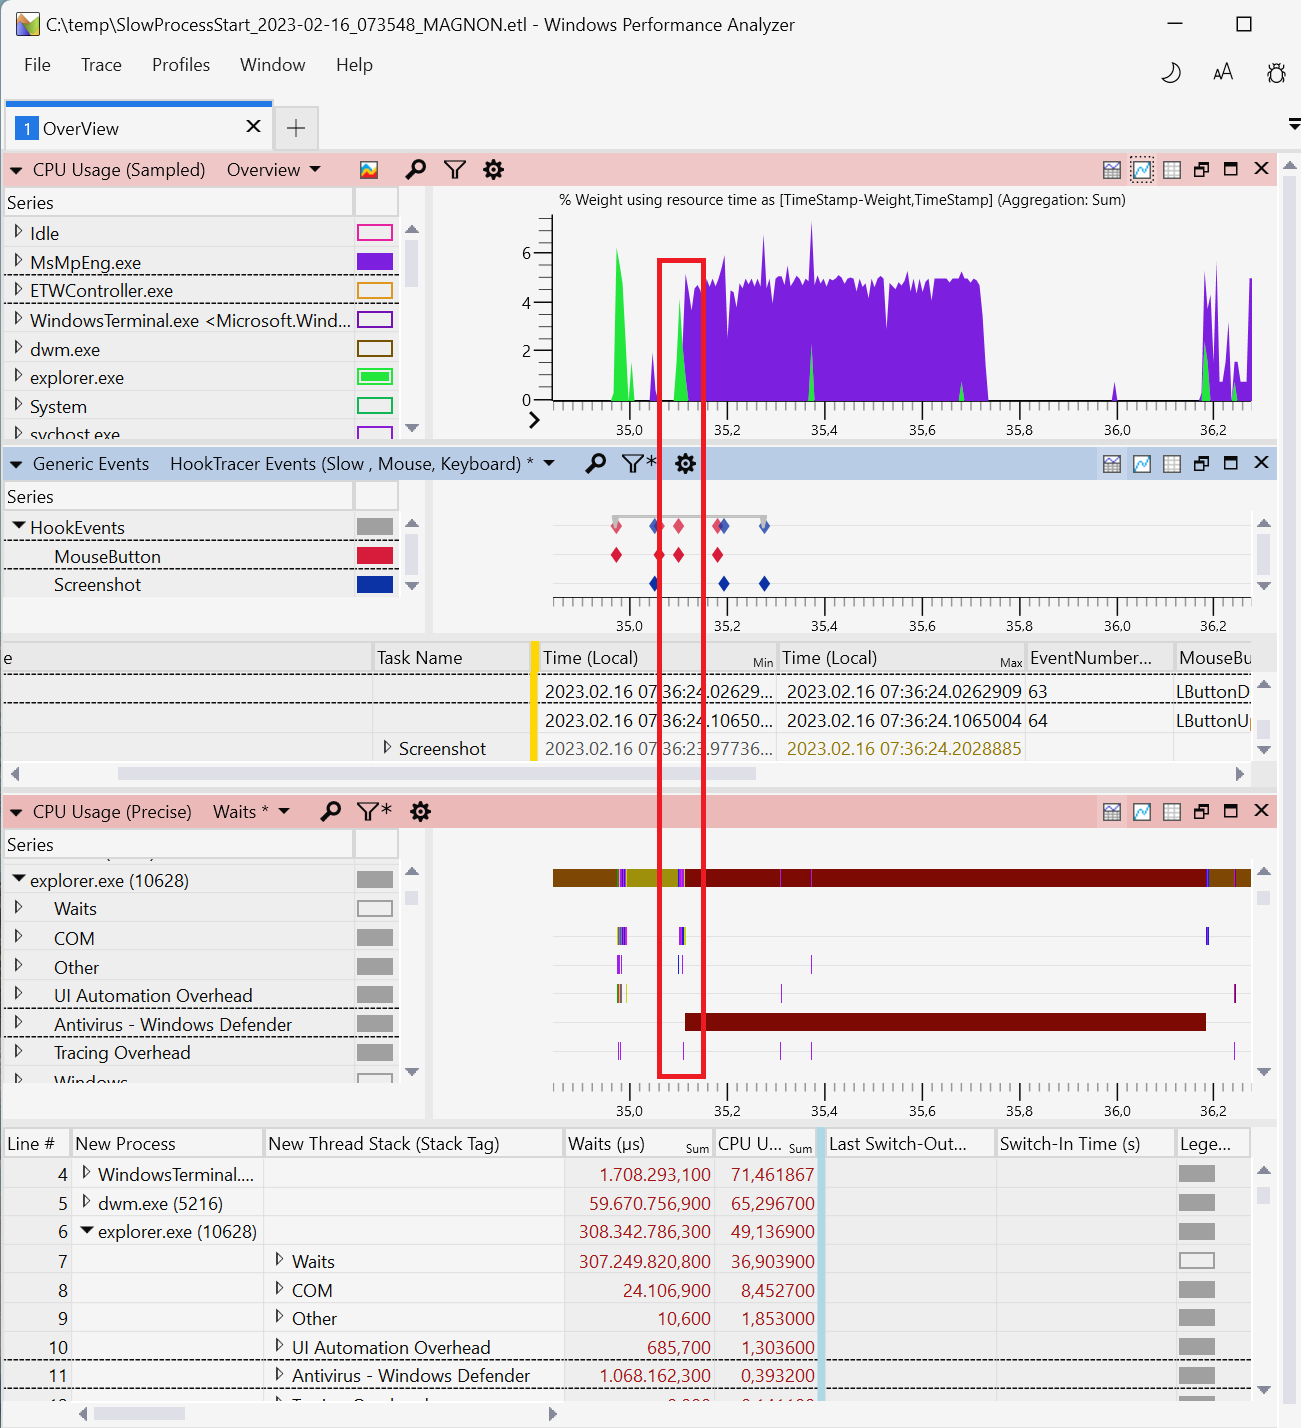 C:\temp\SlowProcessStart_2023-02-16_073548_MAGNON.etl - Windows Performance Analyzer
File Trace Profiles Window Help
1 OverView
CPU Usage (Sampled) Overview
Series
Idle
MsMpEng.exe
ETWController.exe
WindowsTerminal.exe <Microsoft.Wind...
dwm.exe
explorer.exe
System
svchost.exe
% Weight using resource time as [TimeStamp-Weight,TimeStamp] (Aggregation: Sum)
6
4
2
0
35,0 35,2 35,4 35,6 35,8 36,0 36,2
Generic Events HookTracer Events (Slow , Mouse, Keyboard) *
Series
HookEvents
MouseButton
Screenshot
35,0 35,2 35,4 35,6 35,8 36,0 36,2
e Task Name Time (Local) Min Time (Local) Max EventNumber... MouseBu
2023.02.16 07:36:24.02629... 2023.02.16 07:36:24.0262909 63 LButtonD
2023.02.16 07:36:24.10650... 2023.02.16 07:36:24.1065004 64 LButtonUp
Screenshot 2023.02.16 07:36:23.97736... 2023.02.16 07:36:24.2028885
CPU Usage (Precise) Waits *
Series
explorer.exe (10628)
Waits
COM
Other
UI Automation Overhead
Antivirus - Windows Defender
Tracing Overhead
Windows
35,0 35,2 35,4 35,6 35,8 36,0 36,2
Line # New Process New Thread Stack (Stack Tag) Waits (µs) Sum CPU U... Sum Last Switch-Out... Switch-In Time (s) Lege...
4 WindowsTerminal.... 1.708.293,100 71,461867
5 dwm.exe (5216) 59.670.756,900 65,296700
6 explorer.exe (10628) 308.342.786,300 49,136900
7 Waits 307.249.820,800 36,903900
8 COM 24.106,900 8,452700
9 Other 10,600 1,853000
10 UI Automation Overhead 685,700 1,303600
11 Antivirus - Windows Defender 1.068.162,300 0,393200